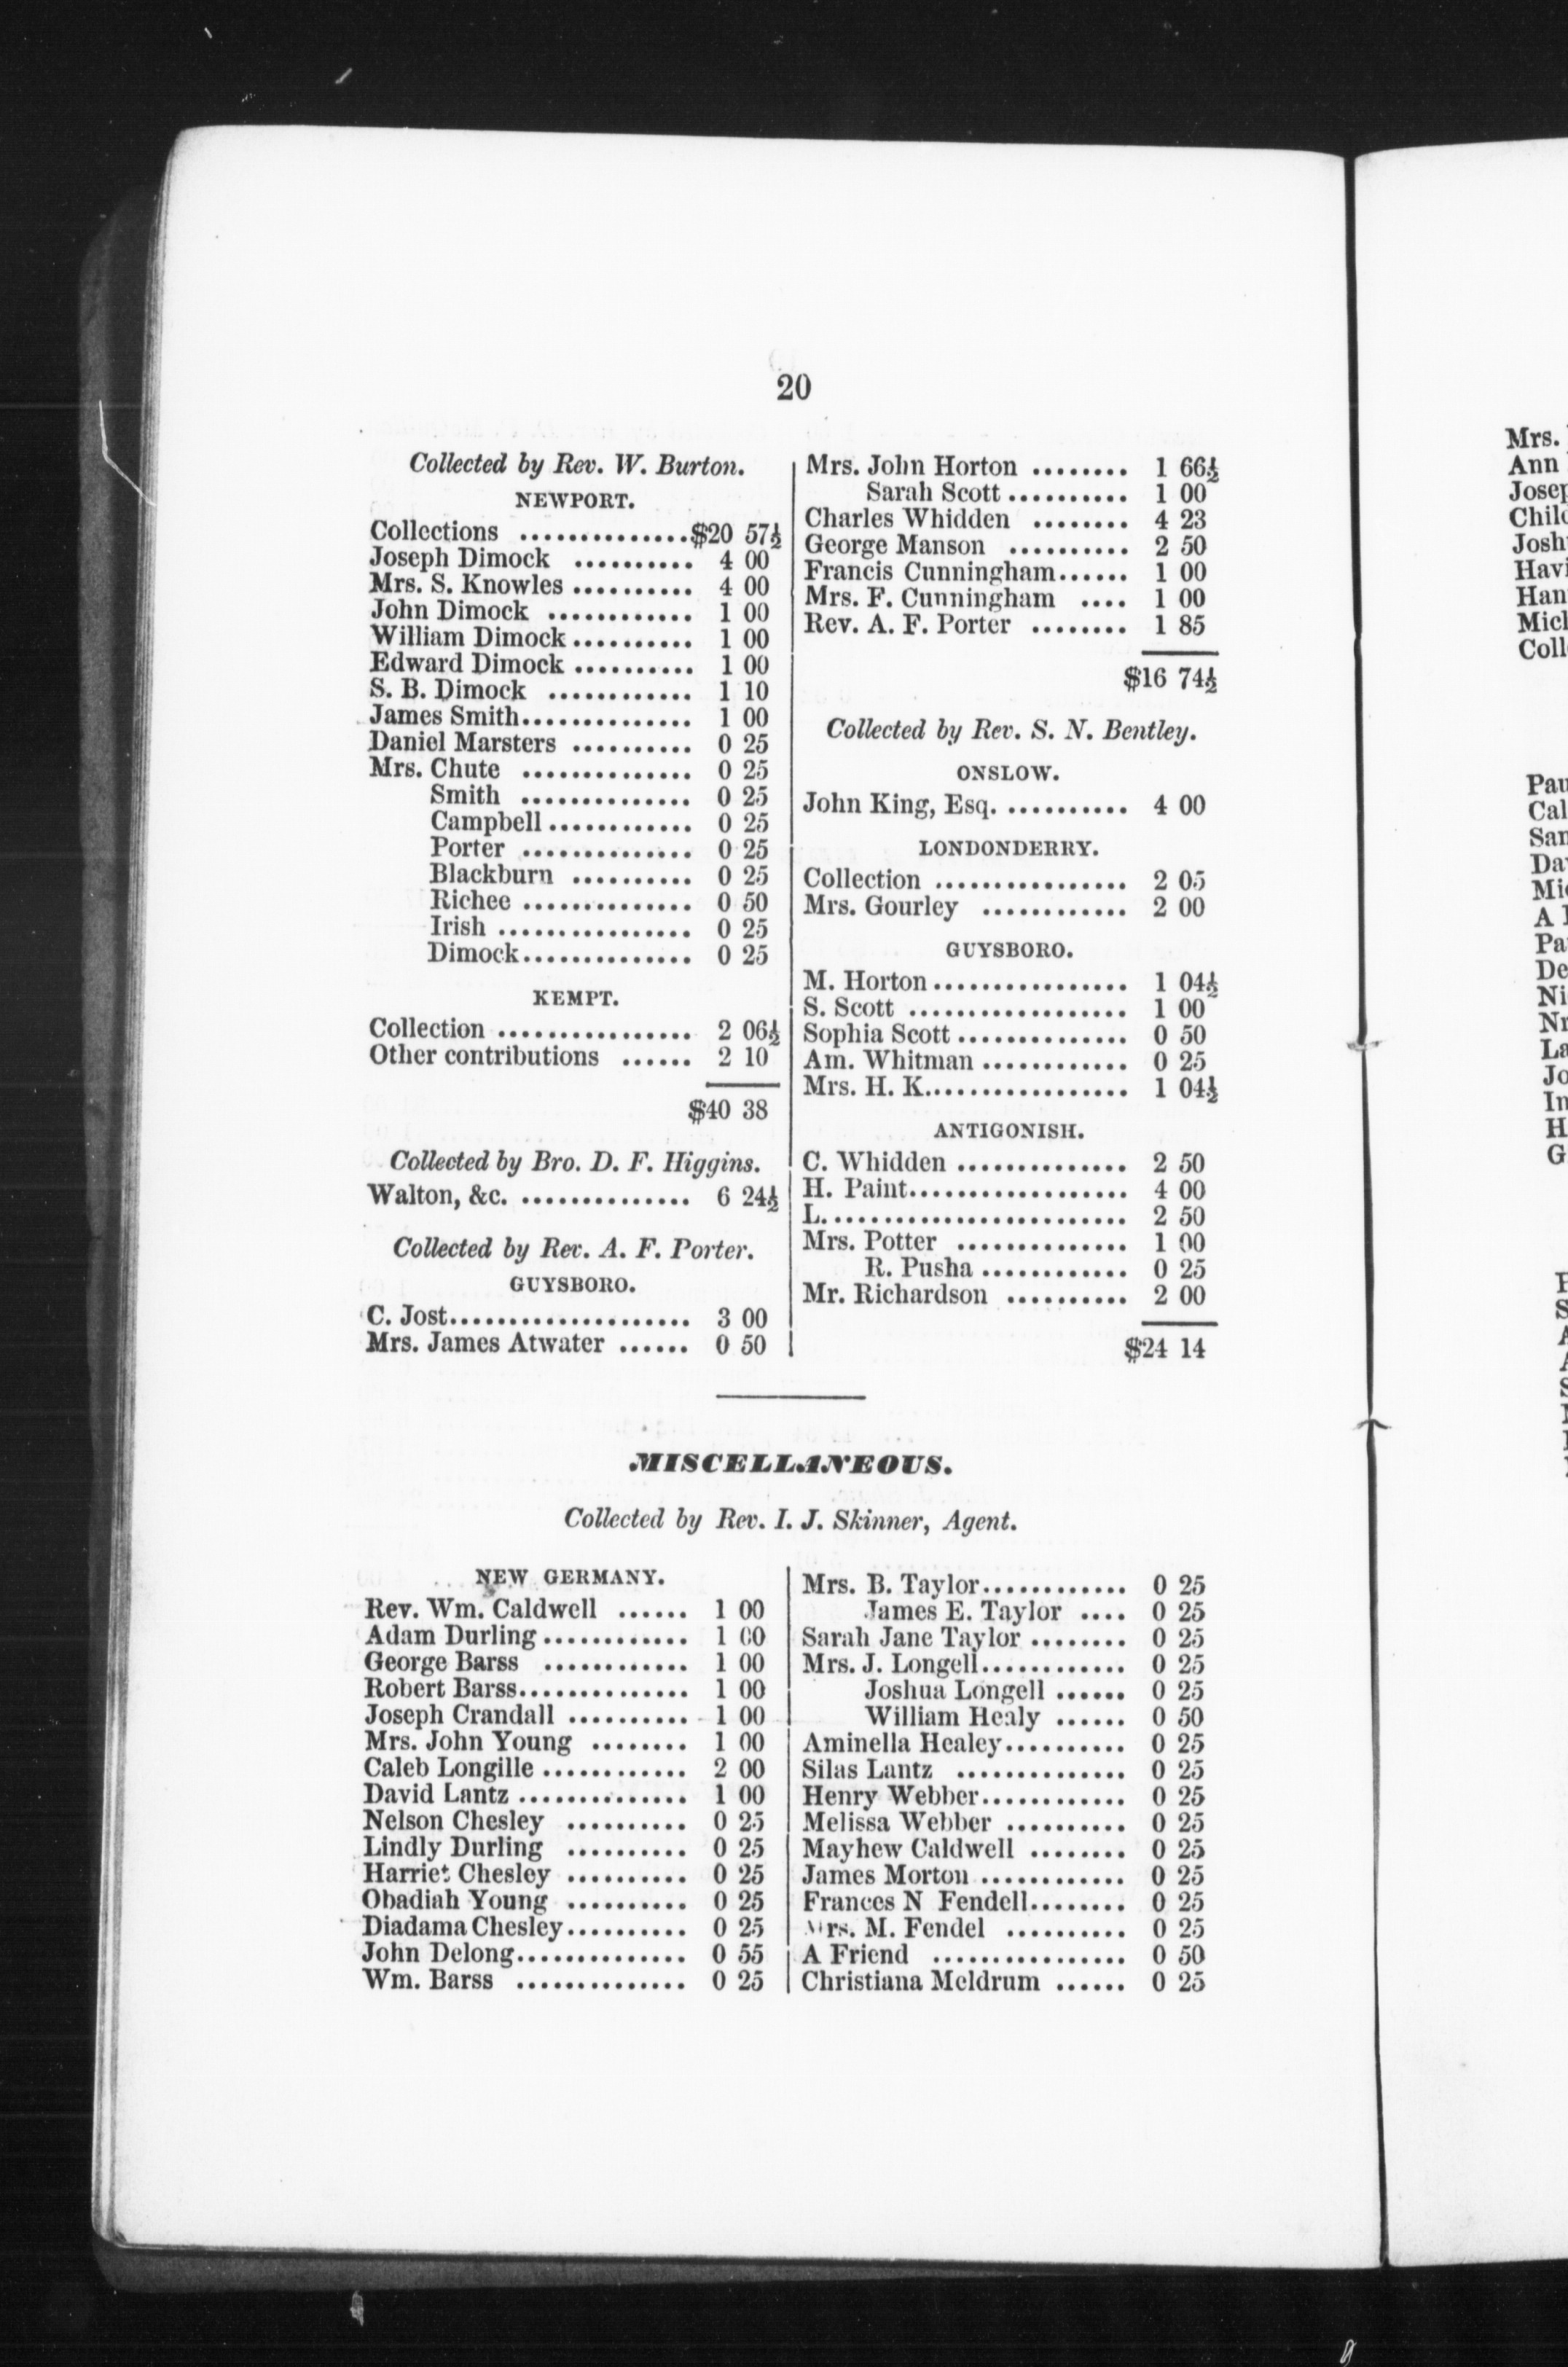 20
Collected by Rev. W. Burton.
NEWPORT.
Collections ...............$20 57½
Joseph Dimock .......... 4 00
Mrs. S. Knowles .......... 4 00
John Dimock ............. 1 00
William Dimock.......... 1 00
Edward Dimock .......... 1 00
S. B. Dimock ............ 1 10
James Smith.............. 1 00
Daniel Marsters .......... 0 25
Mrs. Chute .............. 0 25
Smith .............. 0 25
Campbell............ 0 25
Porter .............. 0 25
Blackburn .......... 0 25
Richee .............. 0 50
Irish ................ 0 25
Dimock.............. 0 25
KEMPT.
Collection ................ 2 06½
Other contributions ...... 2 10
$40 38
Collected by Bro. D. F. Higgins.
Walton, &c. .............. 6 24½
Collected by Rev. A. F. Porter.
GUYSBORO.
C. Jost.................... 3 00
Mrs. James Atwater ...... 0 50
Mrs. John Horton ........ 1 66½
Sarah Scott .......... 1 00
Charles Whidden ........ 4 23
George Manson .......... 2 50
Francis Cunningham...... 1 00
Mrs. F. Cunningham .... 1 00
Rev. A. F. Porter ........ 1 85
$16 74½
Collected by Rev. S. N. Bentley.
ONSLOW.
John King, Esq. .......... 4 00
LONDONDERRY.
Collection ................ 2 05
Mrs. Gourley ............ 2 00
GUYSBORO.
M. Horton ................ 1 04½
S. Scott .................. 1 00
Sophia Scott .............. 0 50
Am. Whitman ............ 0 25
Mrs. H. K................. 1 04½
ANTIGONISH.
C. Whidden .............. 2 50
H. Paint.................. 4 00
L. ........................ 2 50
Mrs. Potter .............. 1 00
R. Pusha ............ 0 25
Mr. Richardson .......... 2 00
$24 14
MISCELLANEOUS.
Collected by Rev. I. J. Skinner, Agent.
NEW GERMANY.
Rev. Wm. Caldwell ...... 1 00
Adam Durling ............ 1 00
George Barss ............ 1 00
Robert Barss.............. 1 00
Joseph Crandall .......... 1 00
Mrs. John Young ........ 1 00
Caleb Longille ............ 2 00
David Lantz .............. 1 00
Nelson Chesley .......... 0 25
Lindly Durling .......... 0 25
Harriet Chesley .......... 0 25
Obadiah Young .......... 0 25
Diadama Chesley.......... 0 25
John Delong.............. 0 55
Wm. Barss .............. 0 25
Mrs. B. Taylor............ 0 25
James E. Taylor .... 0 25
Sarah Jane Taylor ........ 0 25
Mrs. J. Longell............ 0 25
Joshua Longell ...... 0 25
William Healy ...... 0 50
Aminella Healey.......... 0 25
Silas Lantz .............. 0 25
Henry Webber............ 0 25
Melissa Webber .......... 0 25
Mayhew Caldwell ........ 0 25
James Morton ............ 0 25
Frances N Fendell........ 0 25
Mrs. M. Fendel .......... 0 25
A Friend ................ 0 50
Christiana Meldrum ...... 0 25
Mrs.
Ann